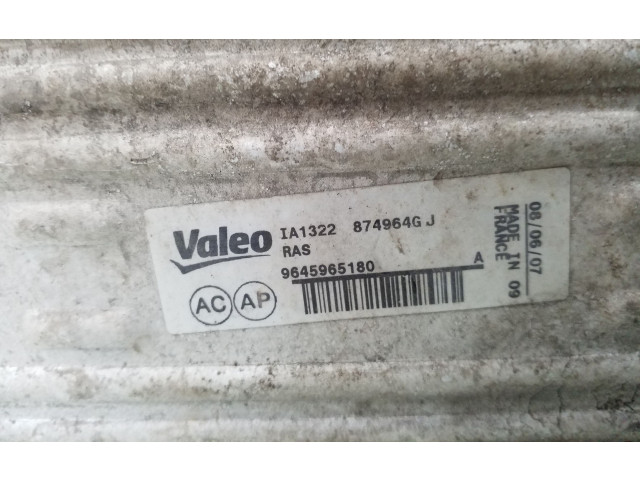 Valeo
IA1322 874964G J
RAS
9645965180 A
AC AP
08/06/07
MADE IN 09
FRANCE